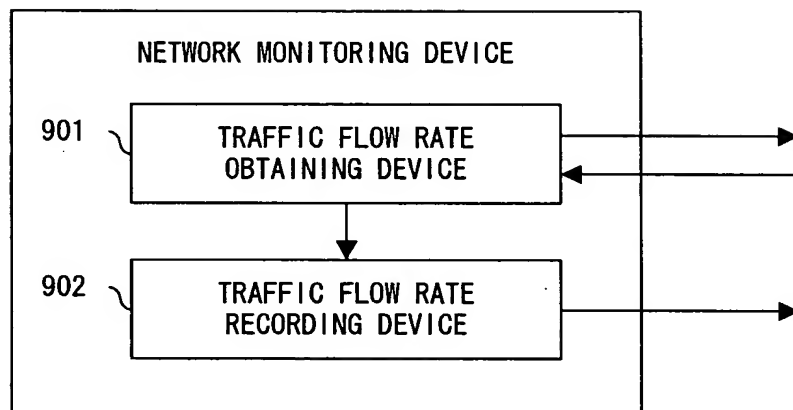 NETWORK MONITORING DEVICE
901
TRAFFIC FLOW RATE
OBTAINING DEVICE
902
TRAFFIC FLOW RATE
RECORDING DEVICE